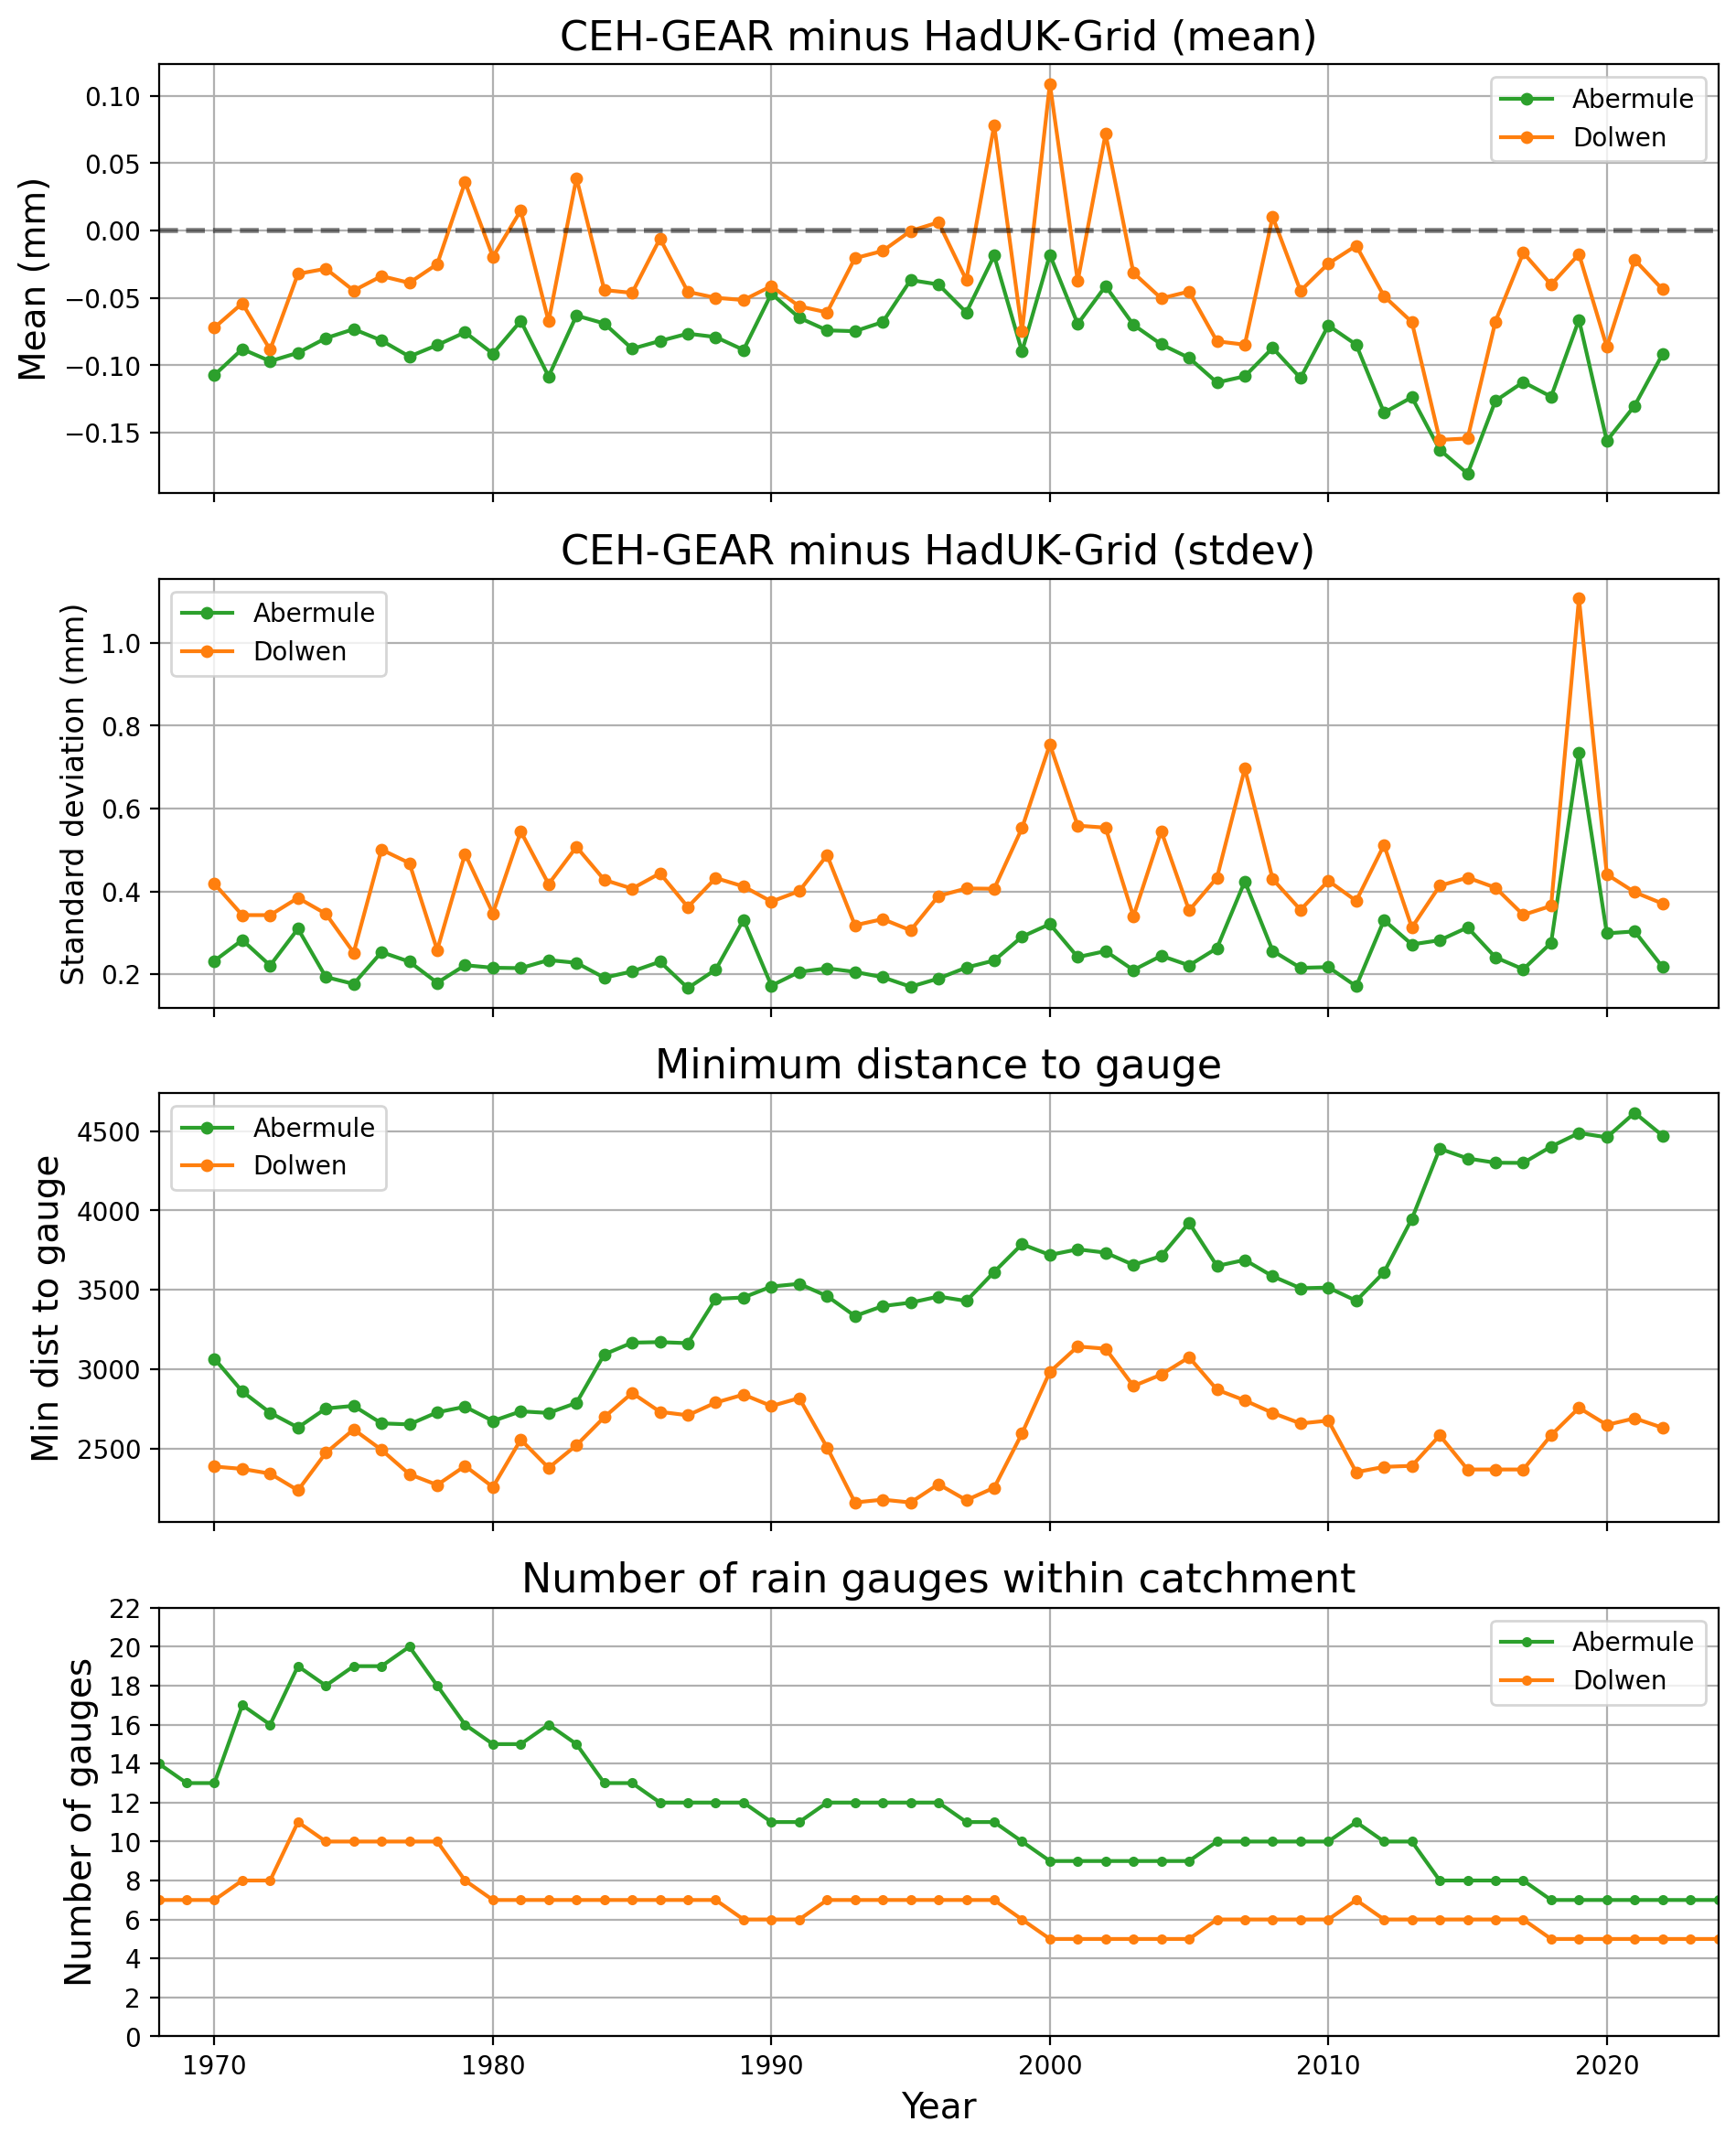 CEH-GEAR minus HadUK-Grid (mean)
Mean (mm)
0.10
0.05
0.00
−0.05
−0.10
−0.15
Abermule
Dolwen
CEH-GEAR minus HadUK-Grid (stdev)
Standard deviation (mm)
1.0
0.8
0.6
0.4
0.2
Abermule
Dolwen
Minimum distance to gauge
Min dist to gauge
4500
4000
3500
3000
2500
Abermule
Dolwen
Number of rain gauges within catchment
Number of gauges
22
20
18
16
14
12
10
8
6
4
2
0
Abermule
Dolwen
1970 1980 1990 2000 2010 2020
Year